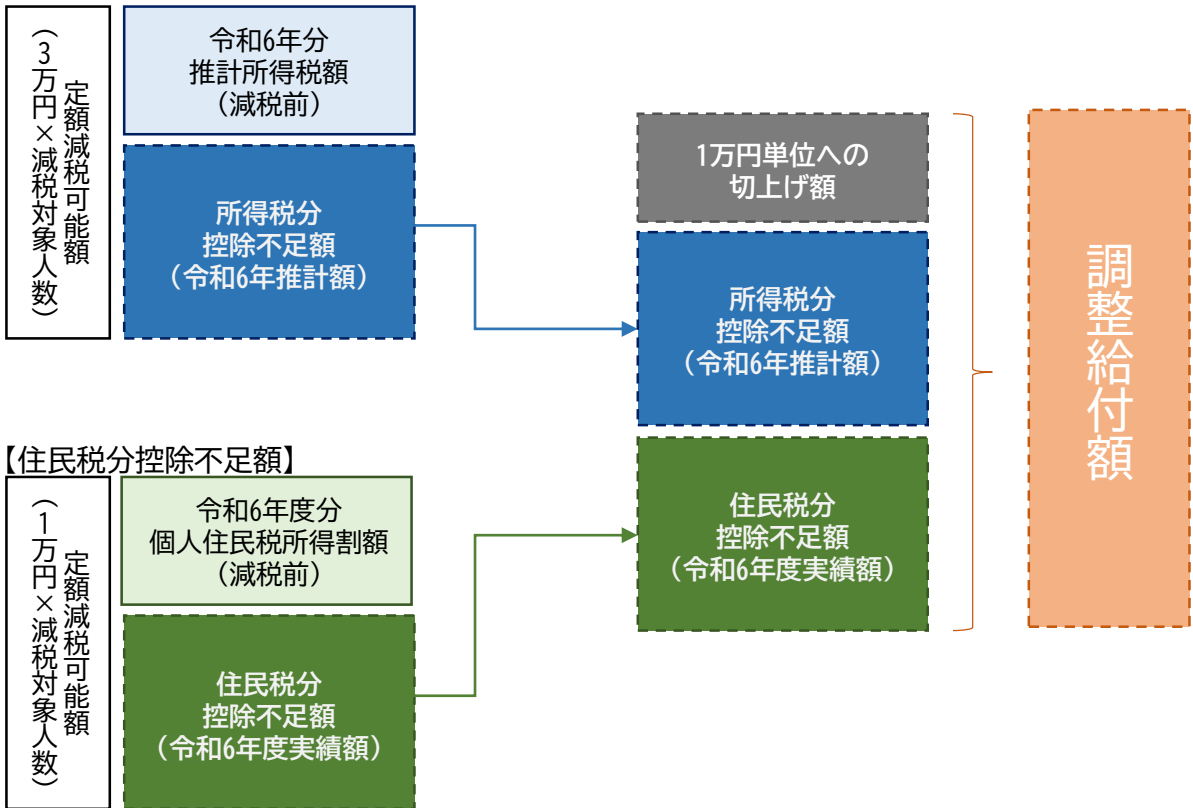 定額減税可能額
（3万円×減税対象人数）
令和6年分
推計所得税額
（減税前）
所得税分
控除不足額
（令和6年推計額）
1万円単位への
切上げ額
所得税分
控除不足額
（令和6年推計額）
住民税分
控除不足額
（令和6年度実績額）
調整給付額
【住民税分控除不足額】
定額減税可能額
（1万円×減税対象人数）
令和6年度分
個人住民税所得割額
（減税前）
住民税分
控除不足額
（令和6年度実績額）